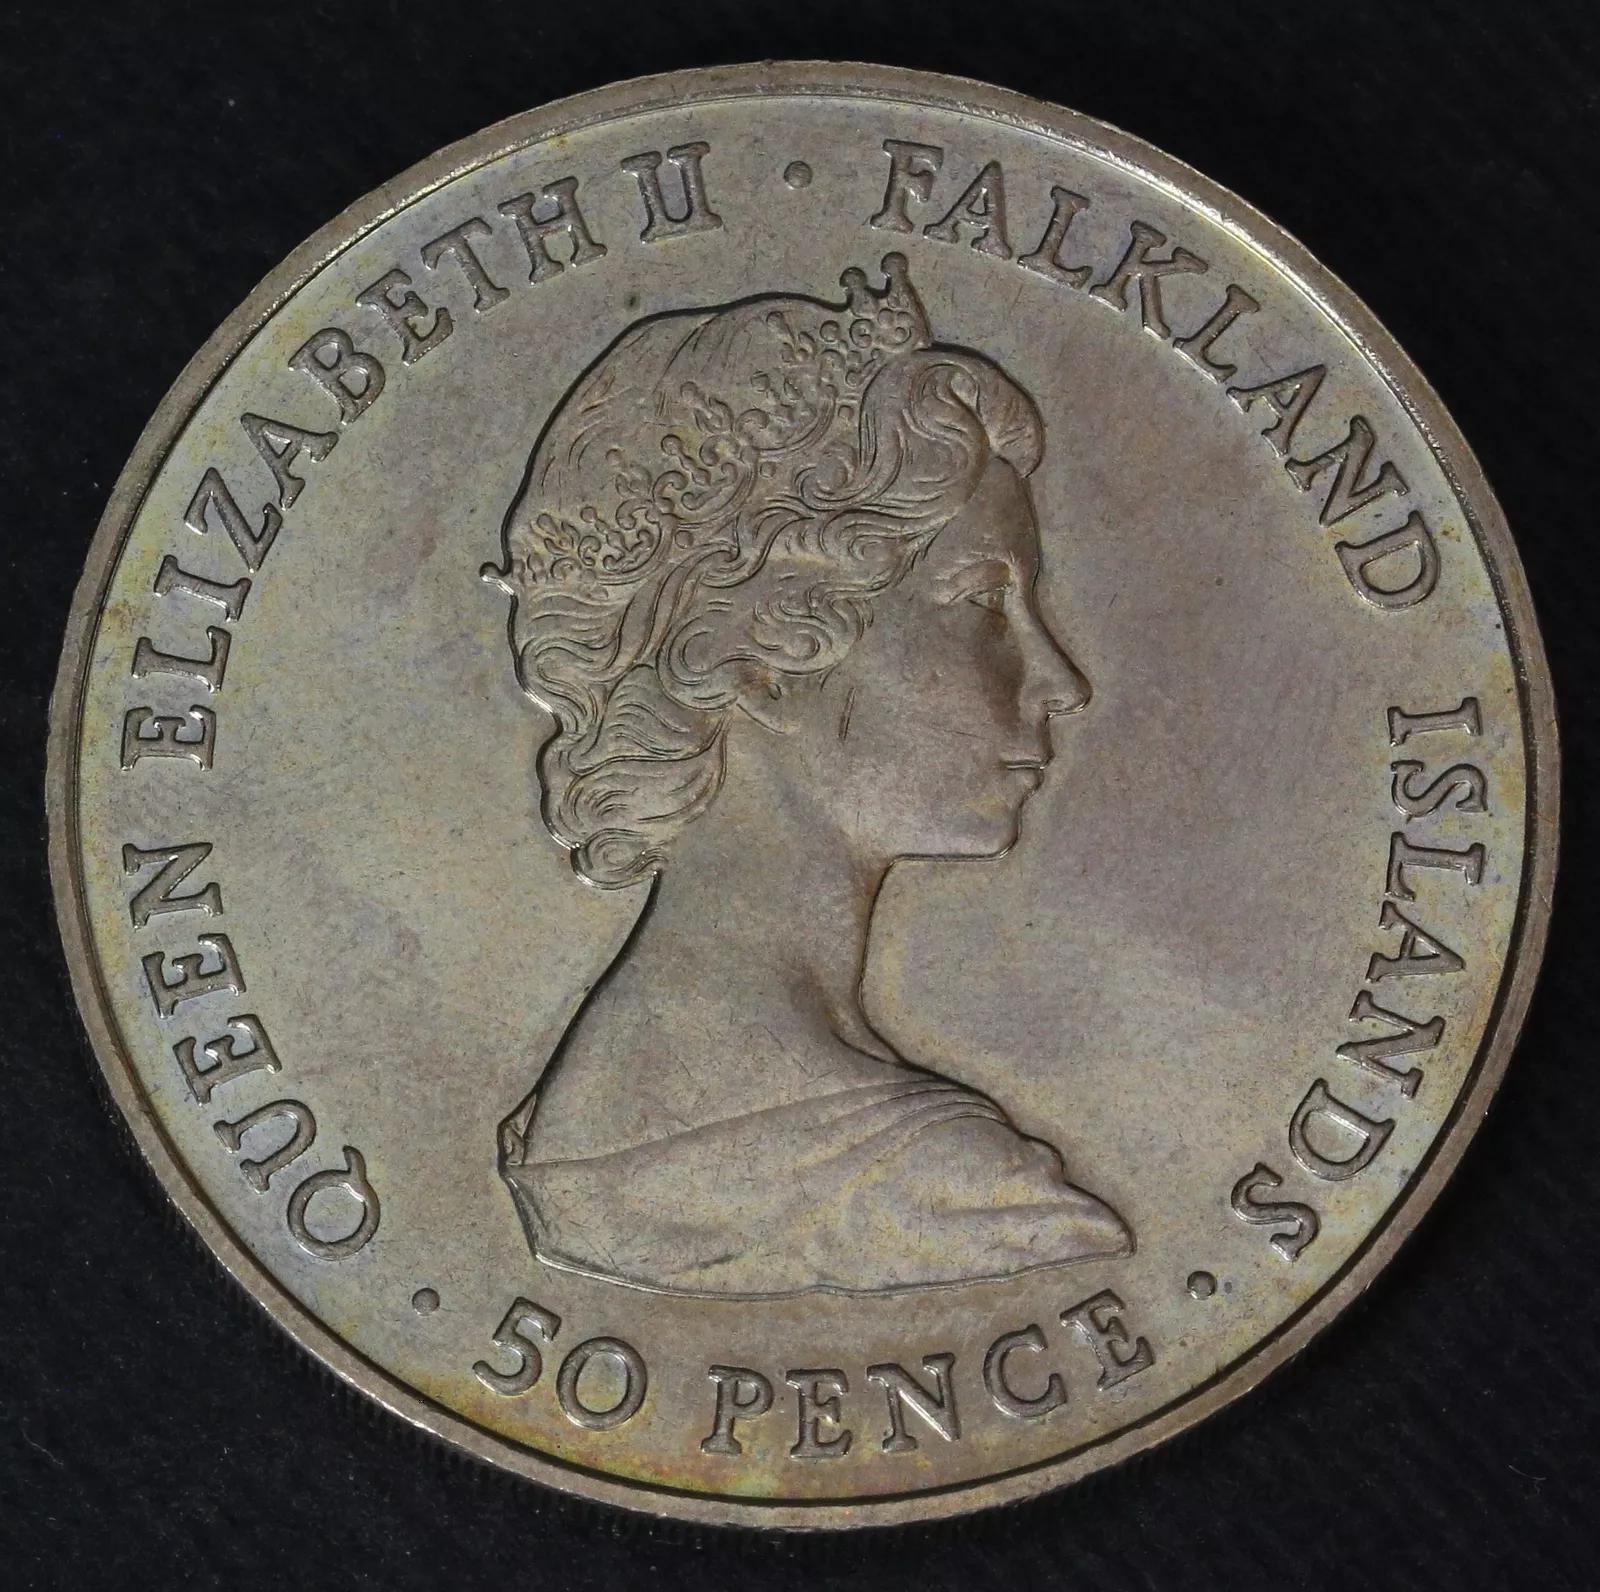 QUEEN ELIZABETH II · FALKLAND ISLANDS
· 50 PENCE ·